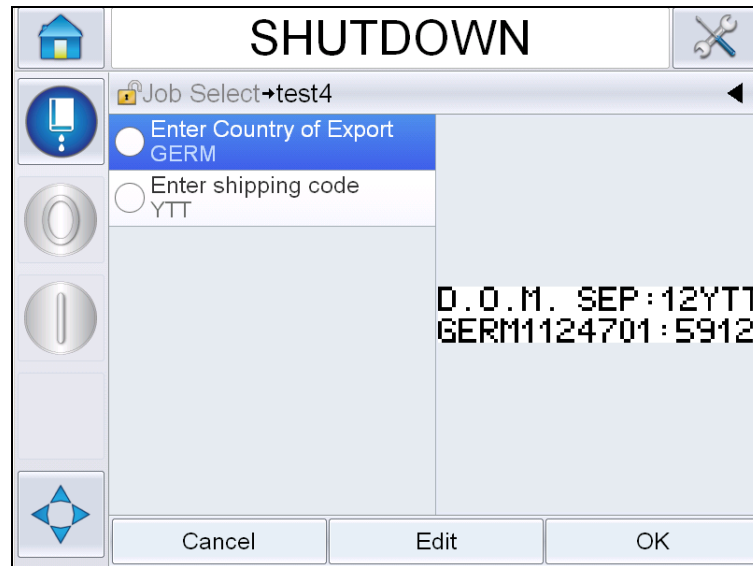 SHUTDOWN
Job Select→test4
Enter Country of Export
GERM
Enter shipping code
YTT
D.O.M. SEP:12YTT
GERM1124701:5912
Cancel Edit OK